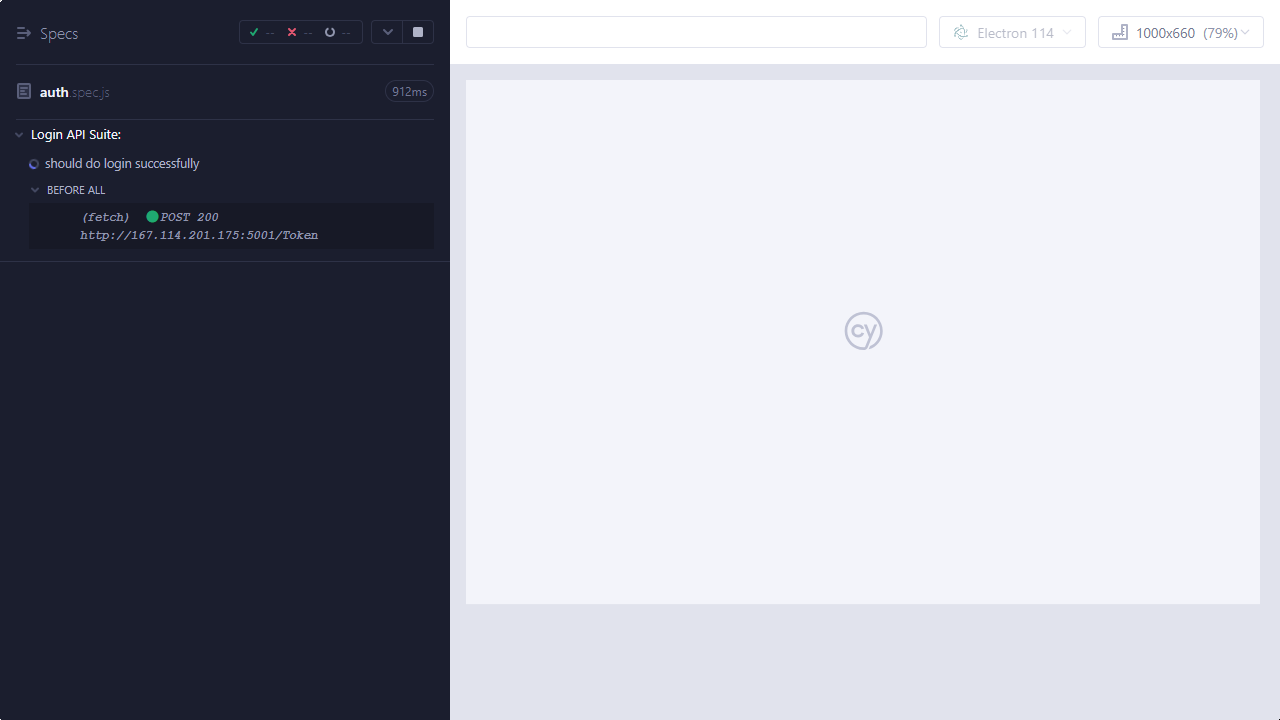 Specs
-- -- --
auth.spec.js
912ms
Login API Suite:
should do login successfully
BEFORE ALL
(fetch) POST 200
http://167.114.201.175:5001/Token
Electron 114
1000x660 (79%)
cy